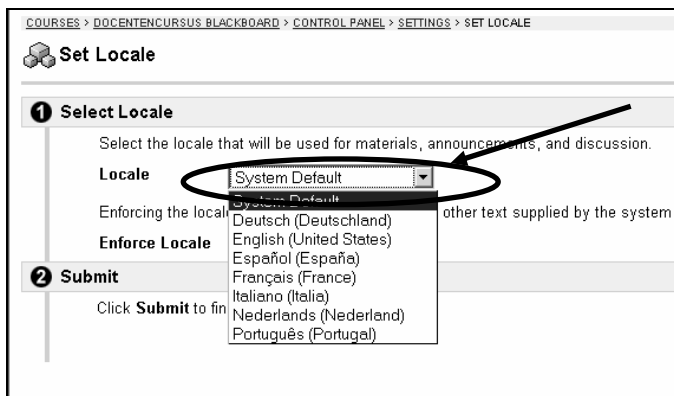 COURSES > DOCENTENCURSUS BLACKBOARD > CONTROL PANEL > SETTINGS > SET LOCALE
Set Locale
1 Select Locale
Select the locale that will be used for materials, announcements, and discussion.
Locale
System Default
System Default
Deutsch (Deutschland)
English (United States)
Español (España)
Français (France)
Italiano (Italia)
Nederlands (Nederland)
Português (Portugal)
Enforcing the other text supplied by the system
Enforce Locale
2 Submit
Click Submit to